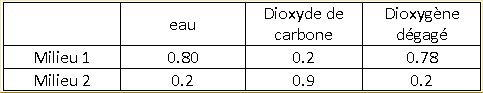 eau Dioxyde de carbone Dioxygène dégagé
Milieu 1 0.80 0.2 0.78
Milieu 2 0.2 0.9 0.2